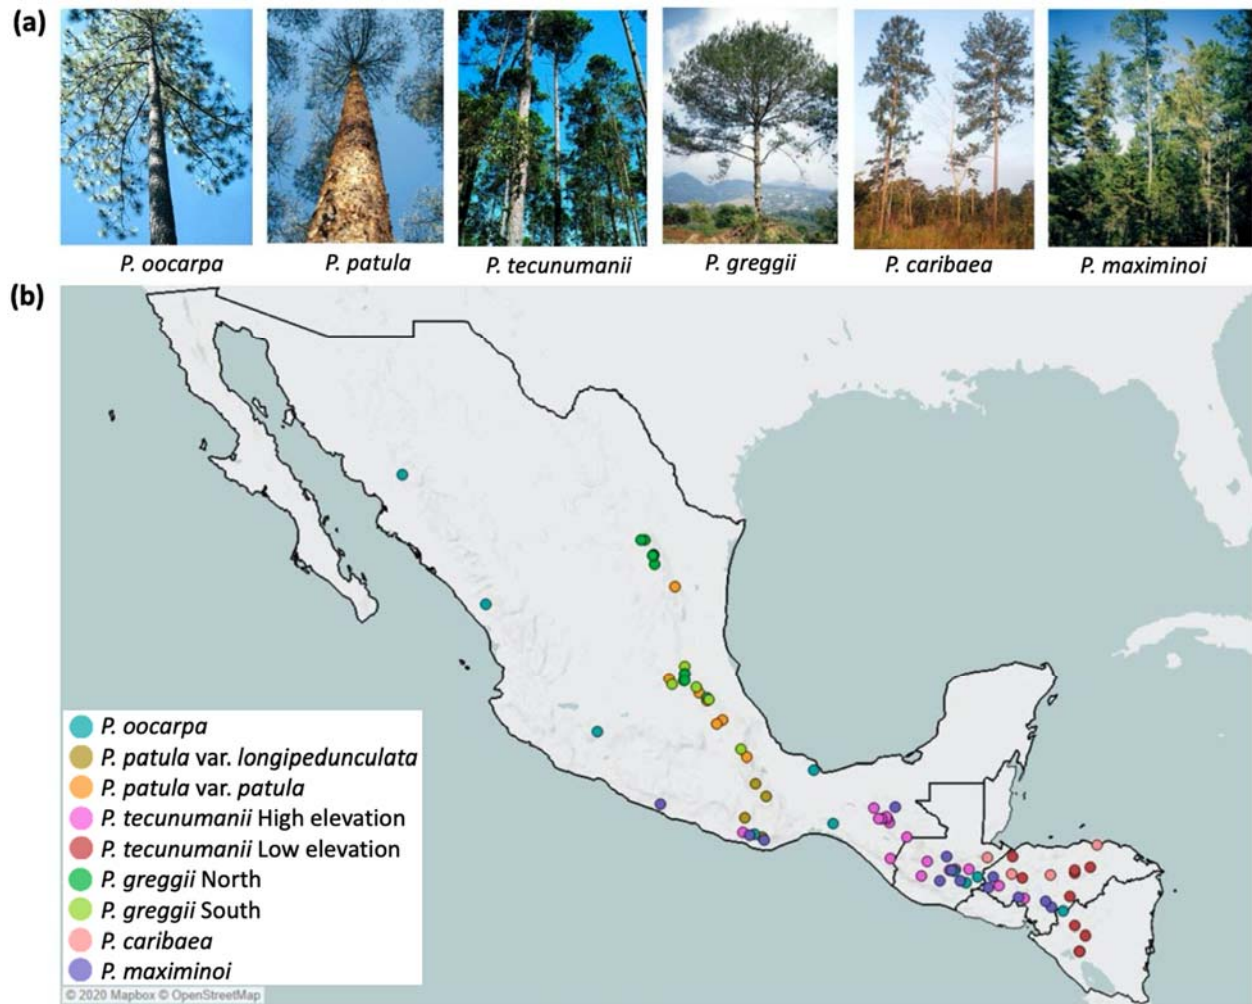 (a)
P. oocarpa
P. patula
P. tecunumanii
P. greggii
P. caribaea
P. maximinoi
(b)
P. oocarpa
P. patula var. longipedunculata
P. patula var. patula
P. tecunumanii High elevation
P. tecunumanii Low elevation
P. greggii North
P. greggii South
P. caribaea
P. maximinoi
© 2020 Mapbox © OpenStreetMap